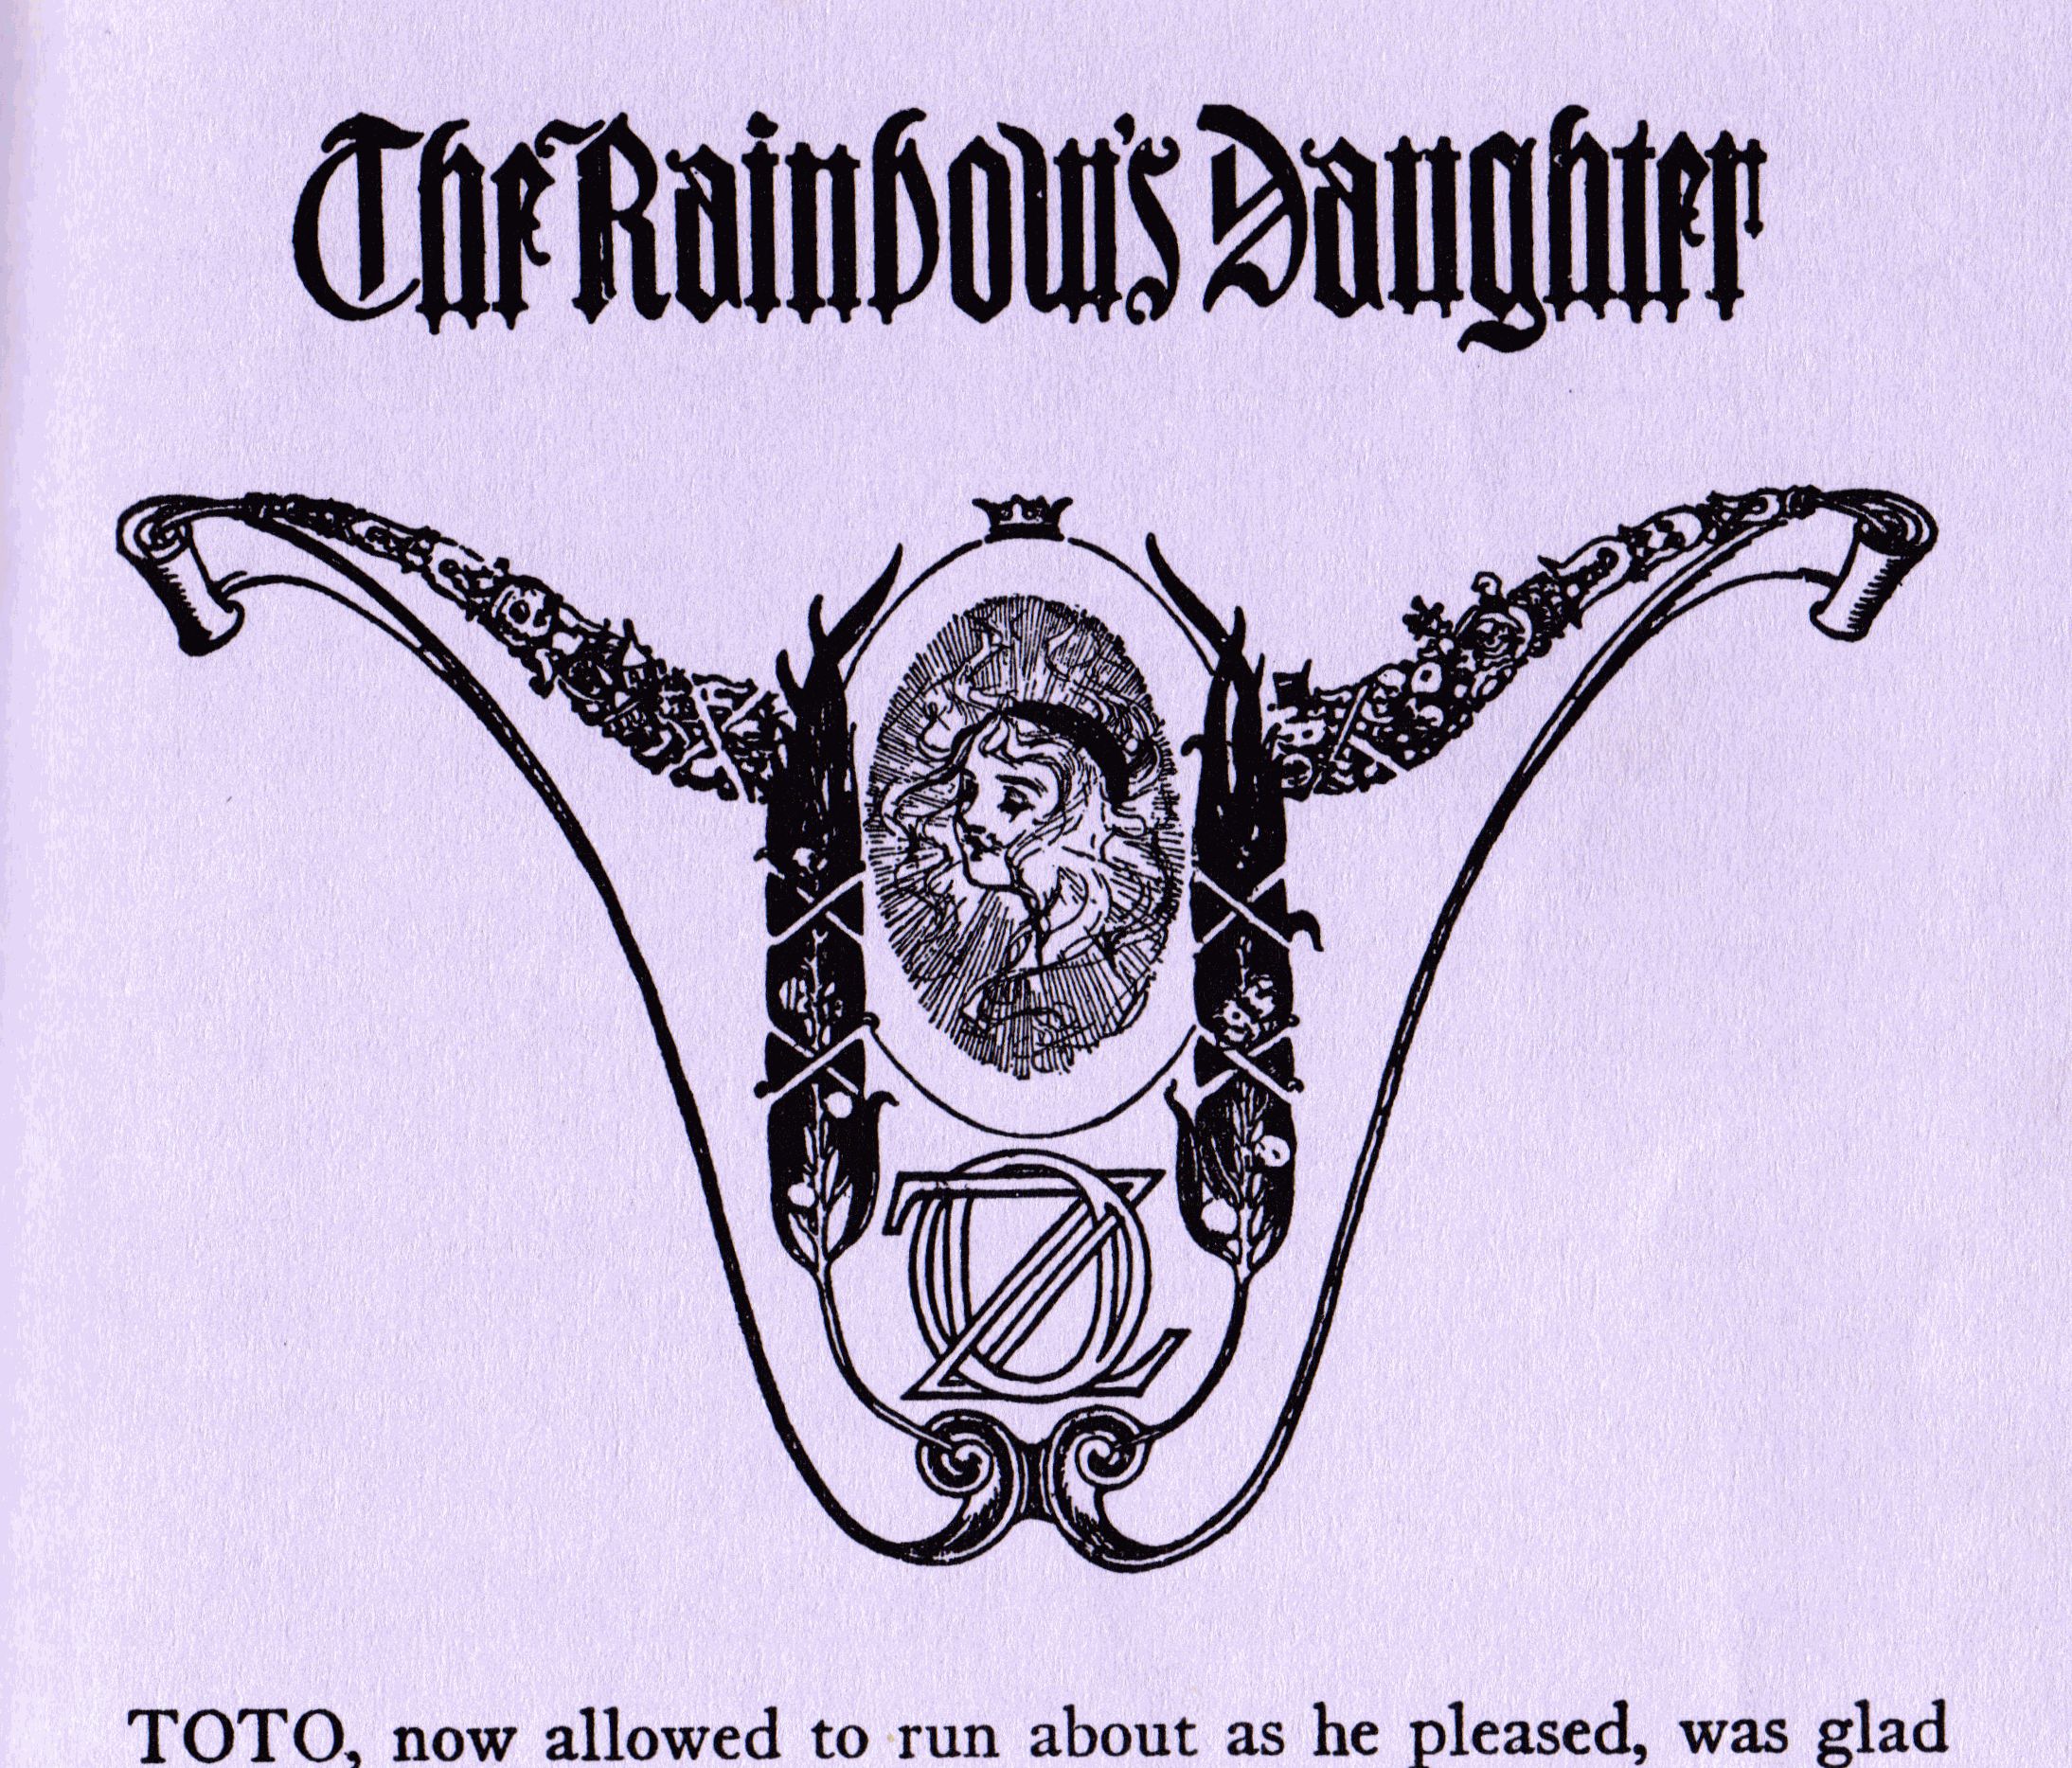 The Rainbow's Daughter
OZ
TOTO, now allowed to run about as he pleased, was glad